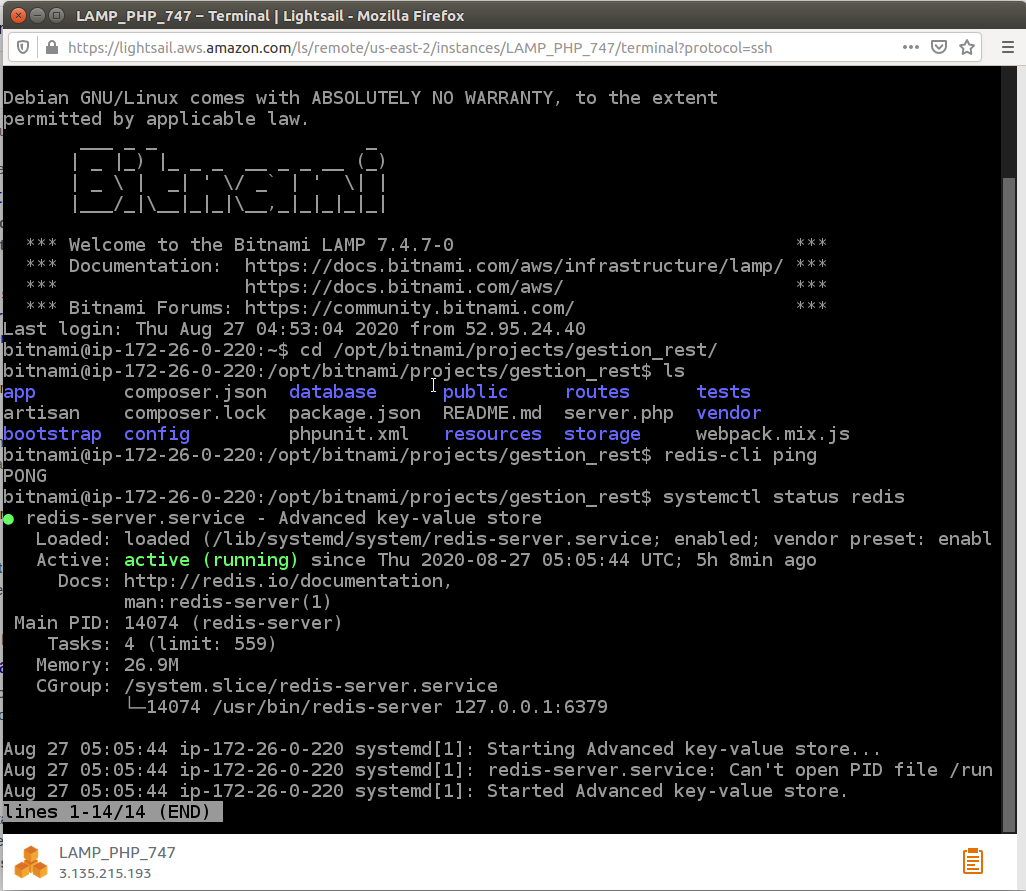 LAMP_PHP_747 – Terminal | Lightsail - Mozilla Firefox
https://lightsail.aws.amazon.com/ls/remote/us-east-2/instances/LAMP_PHP_747/terminal?protocol=ssh
Debian GNU/Linux comes with ABSOLUTELY NO WARRANTY, to the extent
permitted by applicable law.
Bitnami
*** Welcome to the Bitnami LAMP 7.4.7-0 ***
*** Documentation: https://docs.bitnami.com/aws/infrastructure/lamp/ ***
*** https://docs.bitnami.com/aws/ ***
*** Bitnami Forums: https://community.bitnami.com/ ***
Last login: Thu Aug 27 04:53:04 2020 from 52.95.24.40
bitnami@ip-172-26-0-220:~$ cd /opt/bitnami/projects/gestion_rest/
bitnami@ip-172-26-0-220:/opt/bitnami/projects/gestion_rest$ ls
app composer.json database public routes tests
artisan composer.lock package.json README.md server.php vendor
bootstrap config phpunit.xml resources storage webpack.mix.js
bitnami@ip-172-26-0-220:/opt/bitnami/projects/gestion_rest$ redis-cli ping
PONG
bitnami@ip-172-26-0-220:/opt/bitnami/projects/gestion_rest$ systemctl status redis
● redis-server.service - Advanced key-value store
Loaded: loaded (/lib/systemd/system/redis-server.service; enabled; vendor preset: enabl
Active: active (running) since Thu 2020-08-27 05:05:44 UTC; 5h 8min ago
Docs: http://redis.io/documentation,
man:redis-server(1)
Main PID: 14074 (redis-server)
Tasks: 4 (limit: 559)
Memory: 26.9M
CGroup: /system.slice/redis-server.service
└─14074 /usr/bin/redis-server 127.0.0.1:6379
Aug 27 05:05:44 ip-172-26-0-220 systemd[1]: Starting Advanced key-value store...
Aug 27 05:05:44 ip-172-26-0-220 systemd[1]: redis-server.service: Can't open PID file /run
Aug 27 05:05:44 ip-172-26-0-220 systemd[1]: Started Advanced key-value store.
lines 1-14/14 (END)
LAMP_PHP_747
3.135.215.193